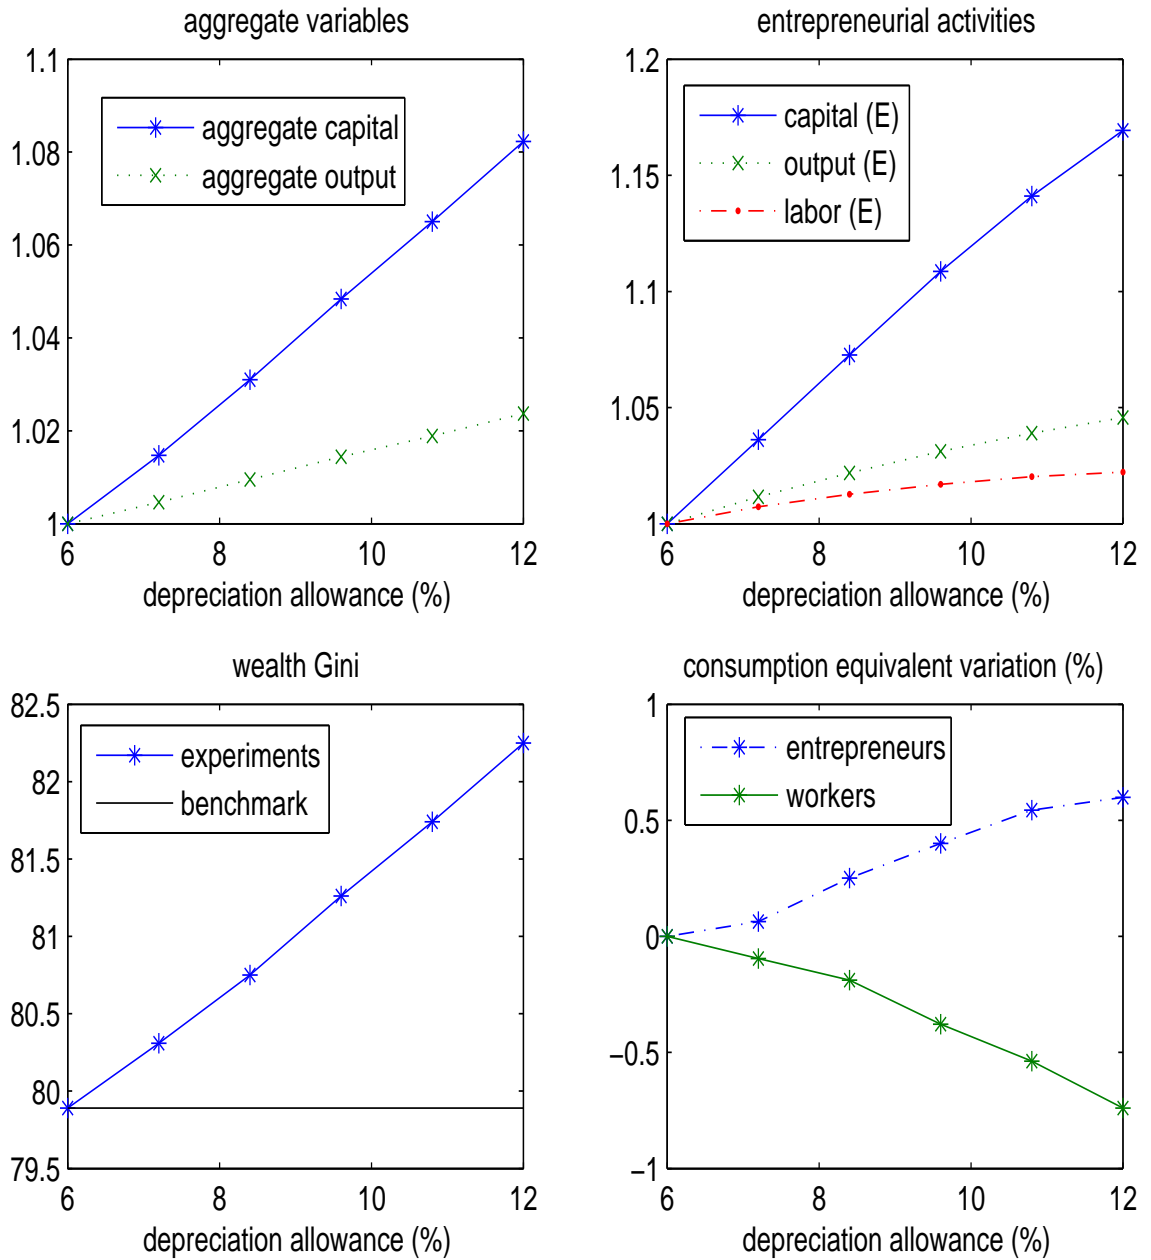 aggregate variables
1.1
1.08
1.06
1.04
1.02
1
aggregate capital
aggregate output
6
8
10
12
depreciation allowance (%)
entrepreneurial activities
1.2
1.15
1.1
1.05
1
capital (E)
output (E)
labor (E)
6
8
10
12
depreciation allowance (%)
wealth Gini
82.5
82
81.5
81
80.5
80
79.5
experiments
benchmark
6
8
10
12
depreciation allowance (%)
consumption equivalent variation (%)
1
0.5
0
−0.5
−1
entrepreneurs
workers
6
8
10
12
depreciation allowance (%)